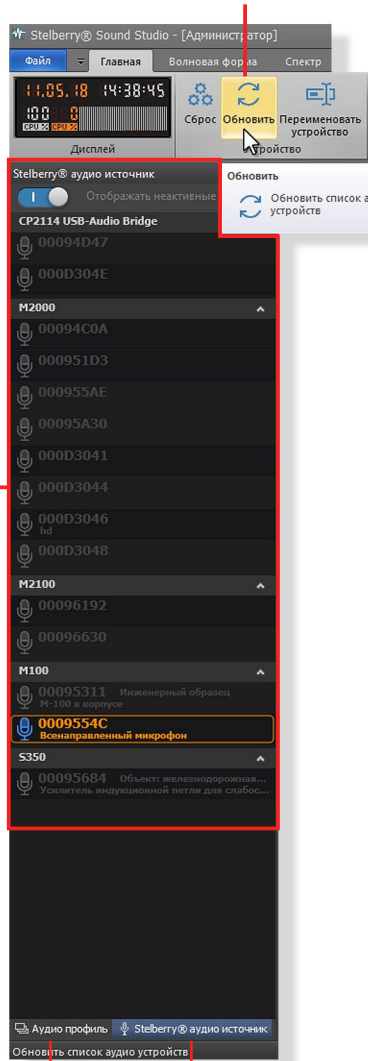 Stelberry® Sound Studio - [Администратор]
Файл Главная Волновая форма Спектр
11.05.18 14:38:45
100 0
CPU % CPU %
Сброс Обновить Переименовать
устройство
Дисплей
Stelberry® аудио источник
Обновить
Обновить список
устройств
Отображать неактивные
CP2114 USB-Audio Bridge
00094D47
000D304E
M2000
00094C0A
000951D3
000955AE
00095A30
000D3041
000D3044
000D3046
hd
000D3048
M2100
00096192
00096630
M100
00095311 Инженерный образец
М-100 в корпусе
0009554C
Всенаправленный микрофон
S350
00095684 Объект: железнодорожная...
Усилитель индукционной петли для слабос...
Аудио профиль Stelberry® аудио источник
Обновить список аудио устройств